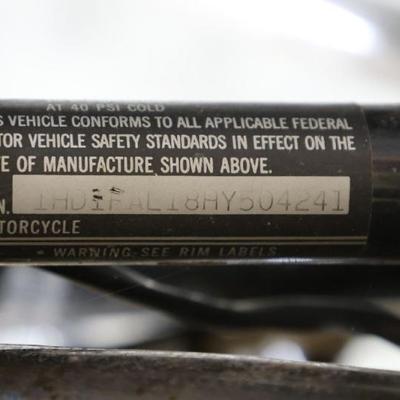 AT 40 PSI COLD
S VEHICLE CONFORMS TO ALL APPLICABLE FEDERAL
TOR VEHICLE SAFETY STANDARDS IN EFFECT ON THE
TE OF MANUFACTURE SHOWN ABOVE.
N.
TORCYCLE
• WARNING-SEE RIM LABELS